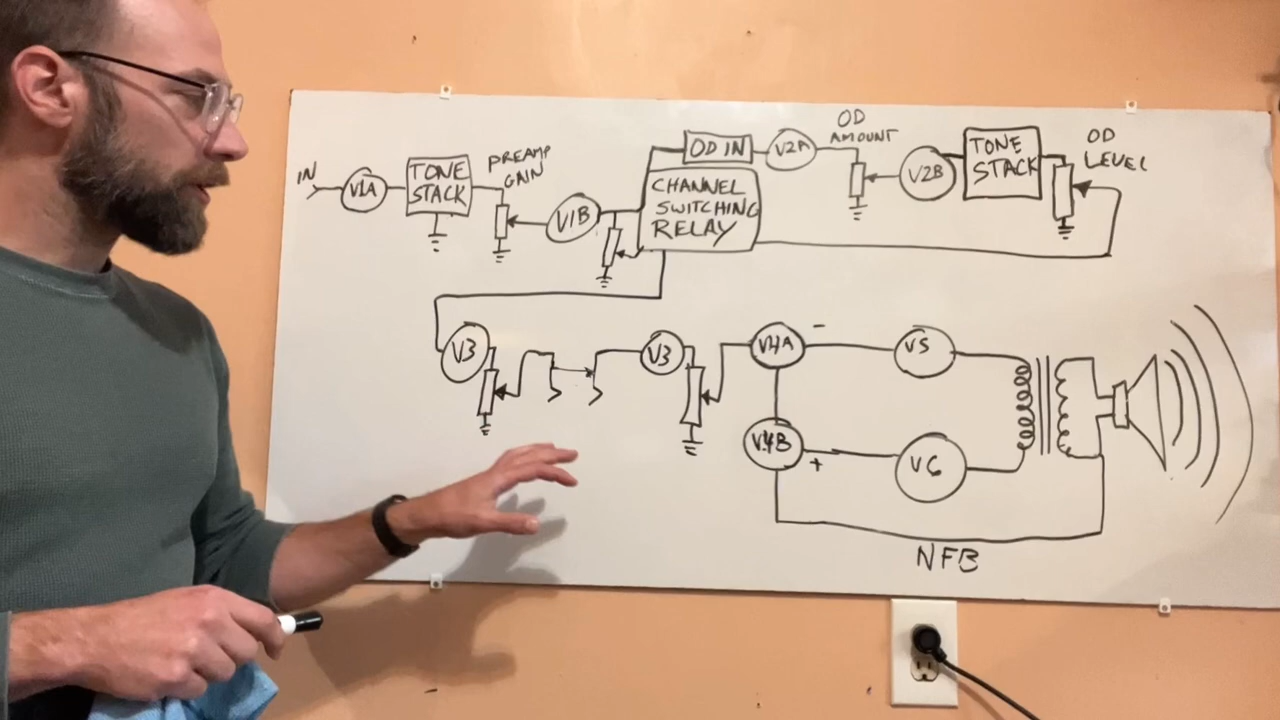 IN
V1A
TONE
STACK
PREAMP
GAIN
V1B
OD IN
CHANNEL
SWITCHING
RELAY
V2A
OD
AMOUNT
V2B
TONE
STACK
OD
LEVEL
V3
V3
V4A
-
V5
V4B
+
V6
NFB